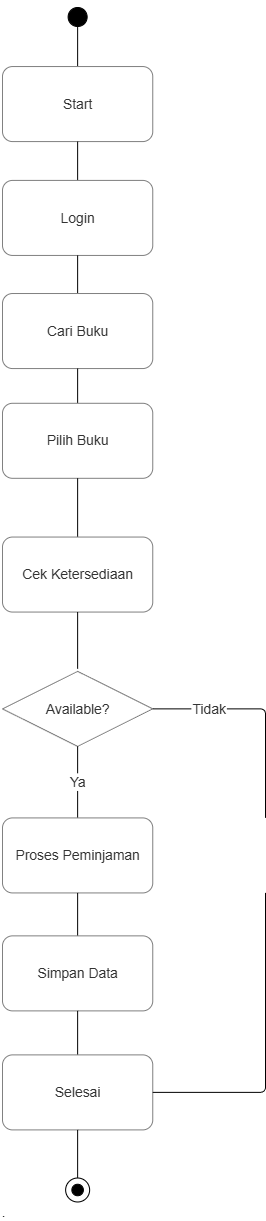 Start
Login
Cari Buku
Pilih Buku
Cek Ketersediaan
Available?
Tidak
Ya
Proses Peminjaman
Simpan Data
Selesai